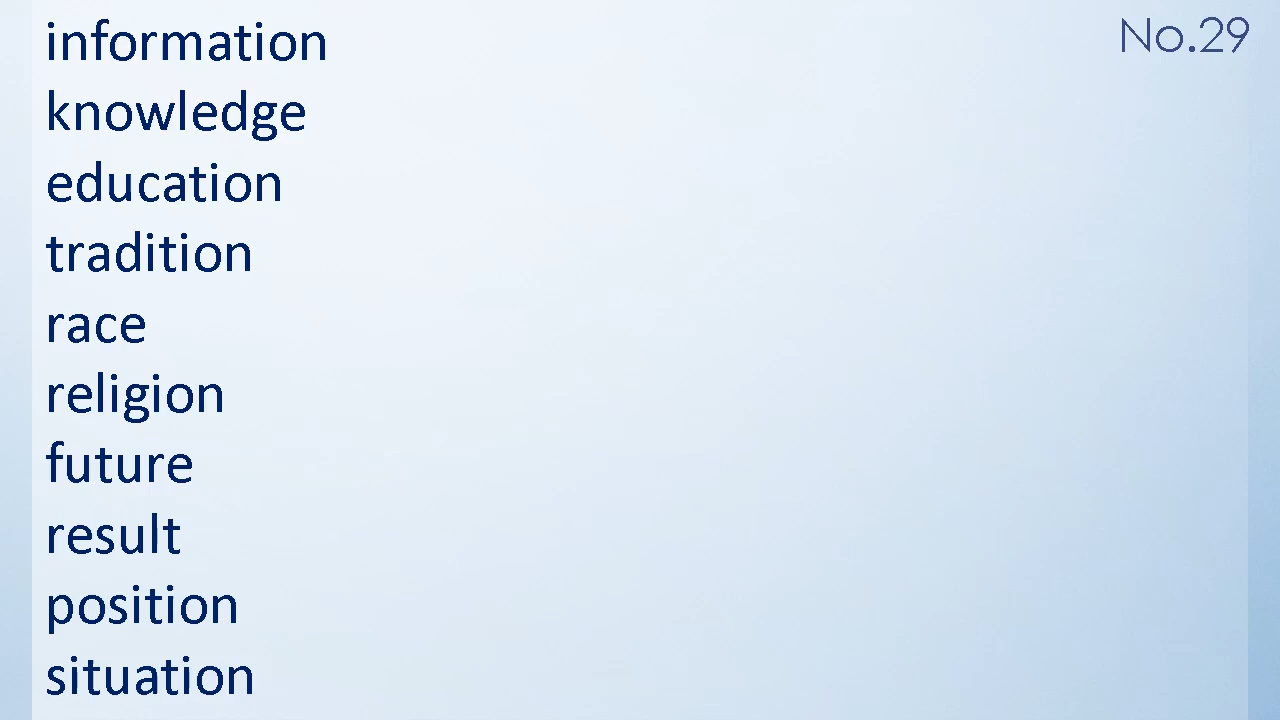 information
No.29
knowledge
education
tradition
race
religion
future
result
position
situation